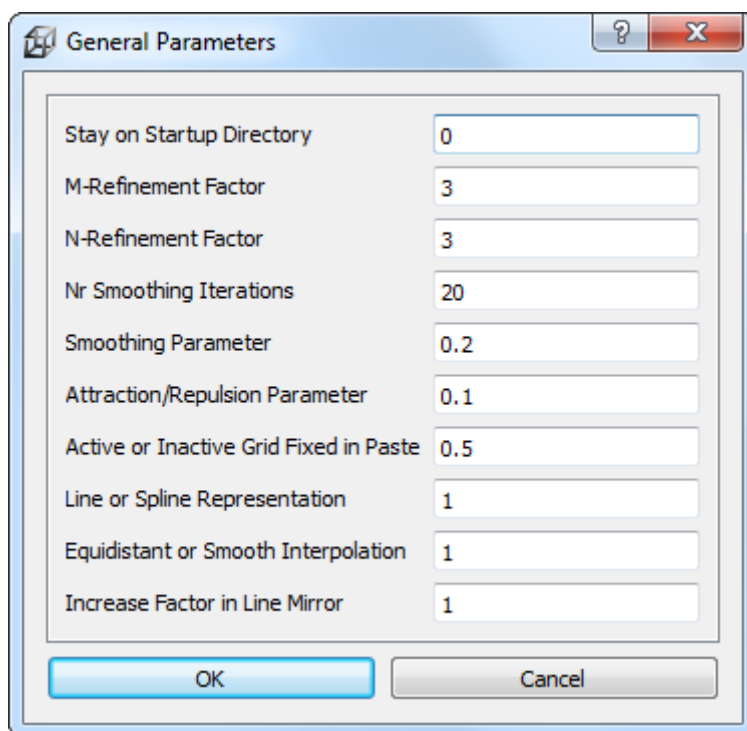 General Parameters
Stay on Startup Directory 0
M-Refinement Factor 3
N-Refinement Factor 3
Nr Smoothing Iterations 20
Smoothing Parameter 0.2
Attraction/Repulsion Parameter 0.1
Active or Inactive Grid Fixed in Paste 0.5
Line or Spline Representation 1
Equidistant or Smooth Interpolation 1
Increase Factor in Line Mirror 1
OK Cancel